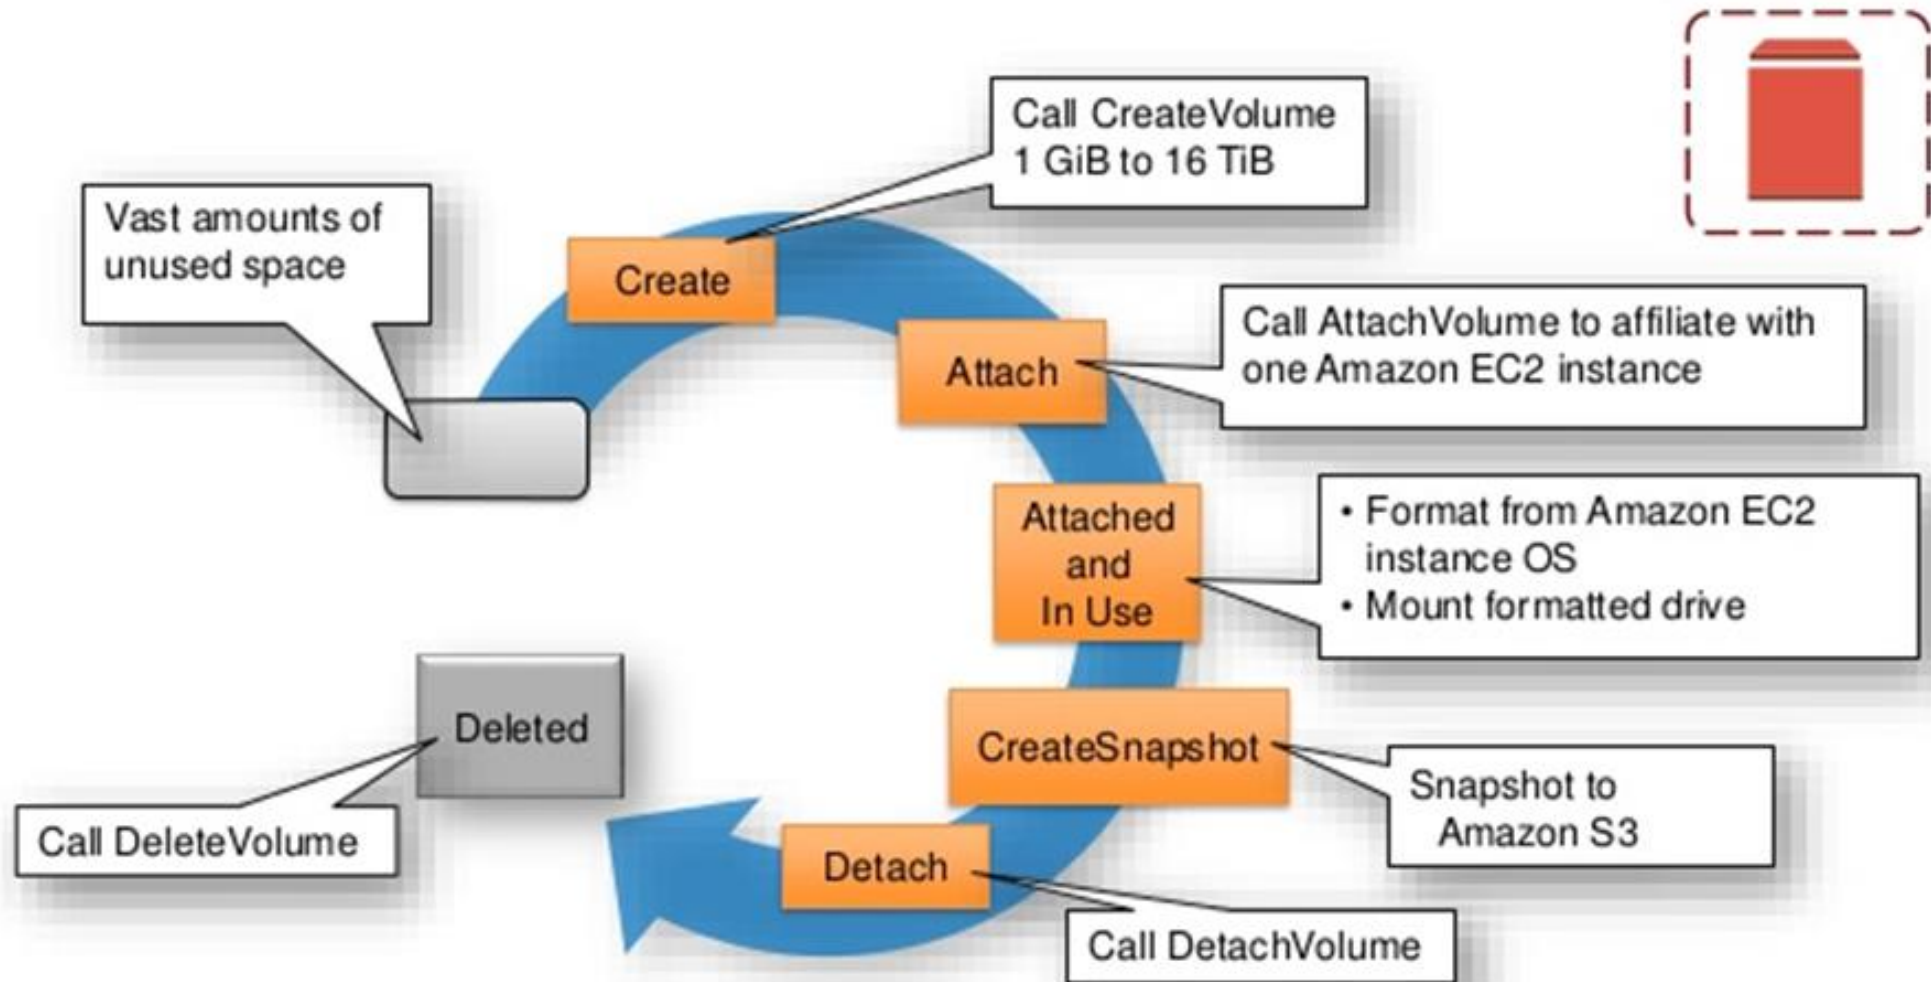 Vast amounts of
unused space
Create
Call CreateVolume
1 GiB to 16 TiB
Attach
Call AttachVolume to affiliate with
one Amazon EC2 instance
Attached
and
In Use
• Format from Amazon EC2
instance OS
• Mount formatted drive
CreateSnapshot
Snapshot to
Amazon S3
Detach
Call DetachVolume
Deleted
Call DeleteVolume